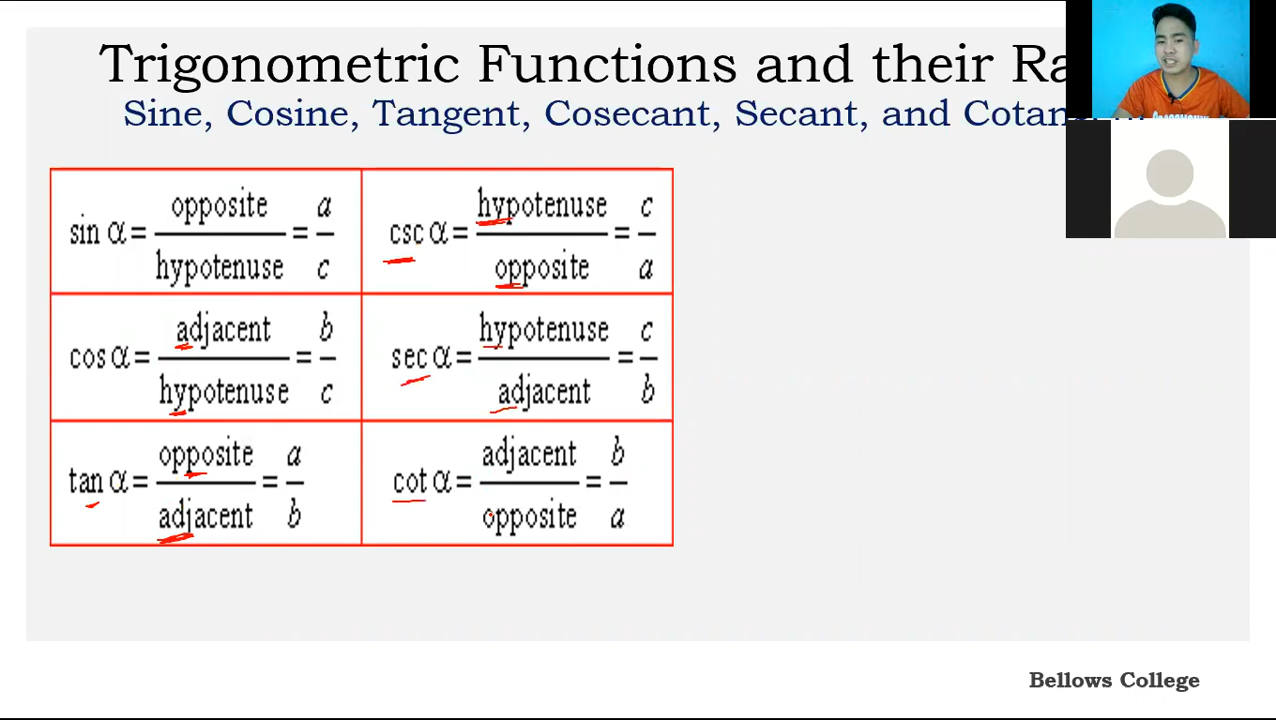 Trigonometric Functions and their Ra
Sine, Cosine, Tangent, Cosecant, Secant, and Cotan
sin α = opposite / hypotenuse = a / c
csc α = hypotenuse / opposite = c / a
cos α = adjacent / hypotenuse = b / c
sec α = hypotenuse / adjacent = c / b
tan α = opposite / adjacent = a / b
cot α = adjacent / opposite = b / a
Bellows College